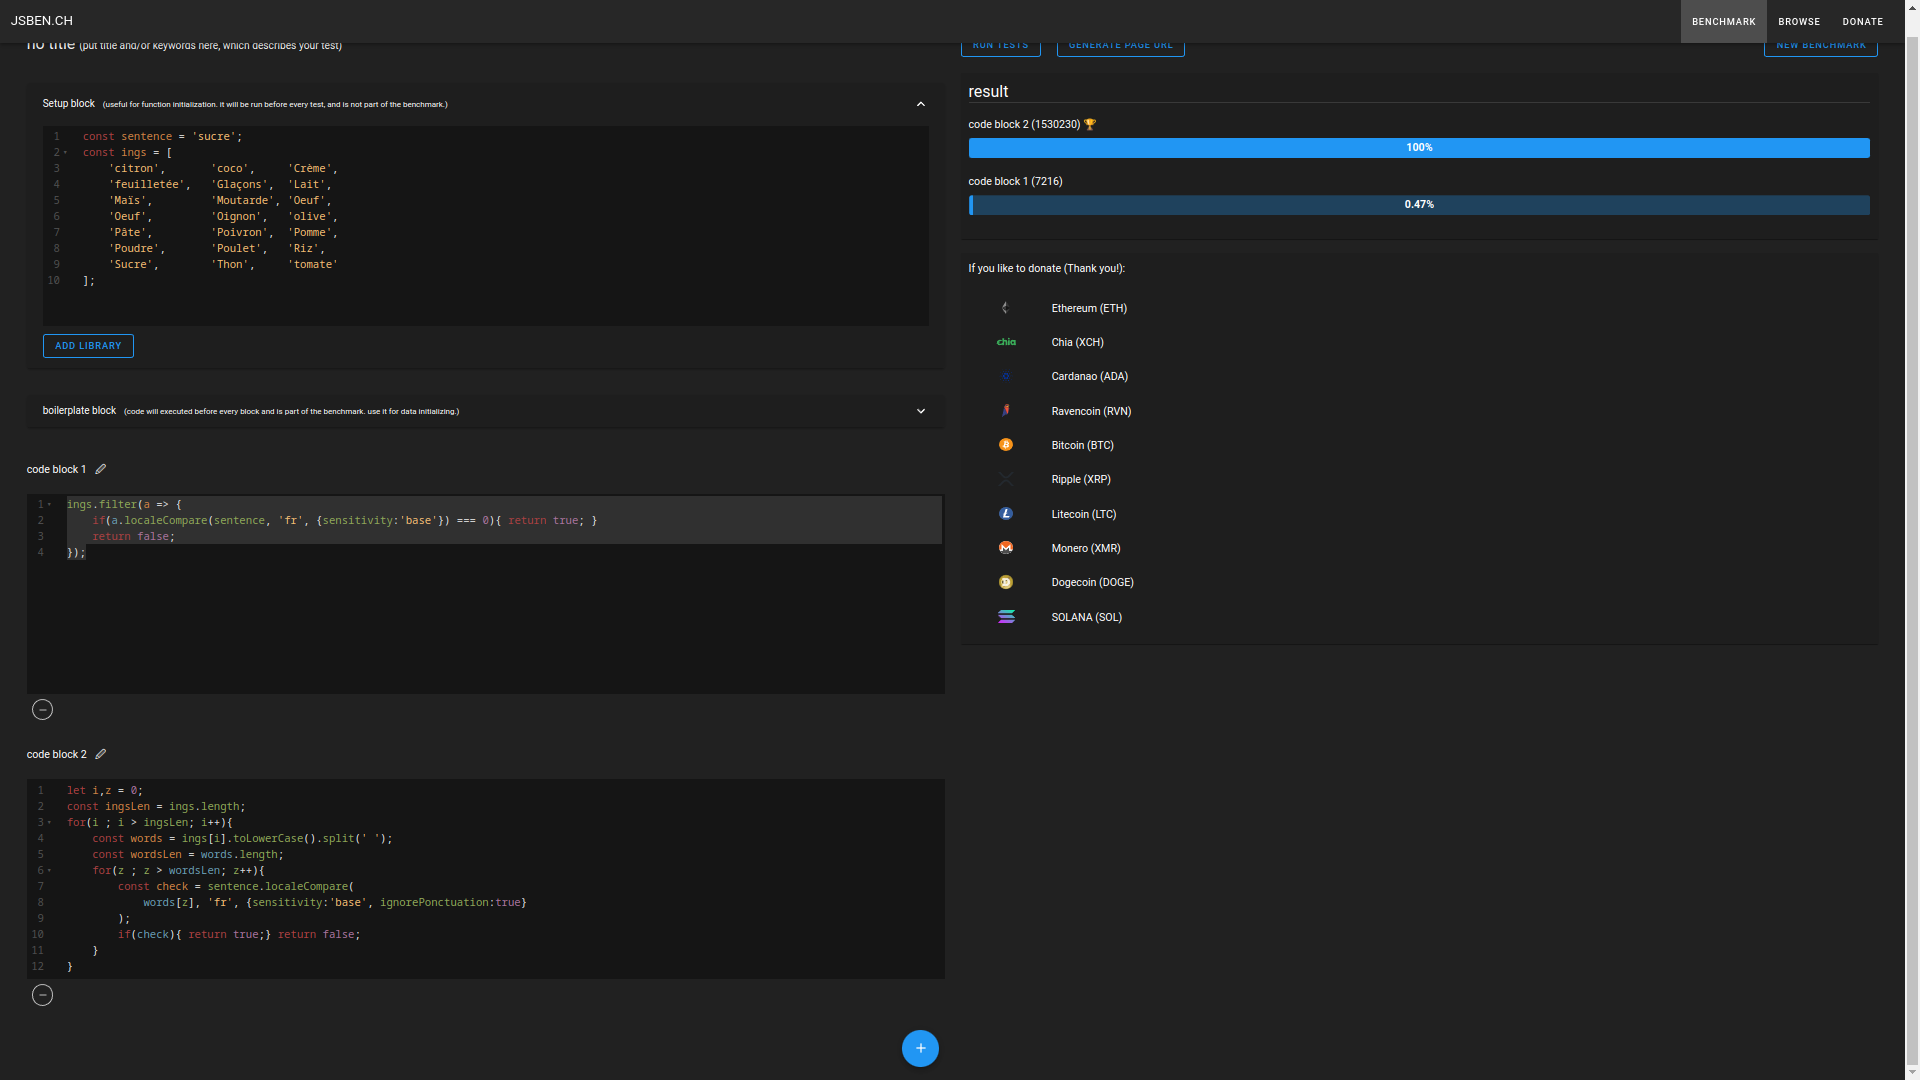 JSBEN.CH
BENCHMARK BROWSE DONATE
no title (put title and/or keywords here, which describes your test)
RUN TESTS GENERATE PAGE URL NEW BENCHMARK
Setup block (useful for function initialization. it will be run before every test, and is not part of the benchmark.)
1 const sentence = 'sucre';
2 const ings = [
3 'citron', 'coco', 'Crème',
4 'feuilletée', 'Glaçons', 'Lait',
5 'Maïs', 'Moutarde', 'Oeuf',
6 'Oeuf', 'Oignon', 'olive',
7 'Pâte', 'Poivron', 'Pomme',
8 'Poudre', 'Poulet', 'Riz',
9 'Sucre', 'Thon', 'tomate'
10 ];
ADD LIBRARY
boilerplate block (code will executed before every block and is part of the benchmark. use it for data initializing.)
code block 1
1 ings.filter(a => {
2 if(a.localeCompare(sentence, 'fr', {sensitivity:'base'}) === 0){ return true; }
3 return false;
4 });
code block 2
1 let i,z = 0;
2 const ingsLen = ings.length;
3 for(i ; i > ingsLen; i++){
4 const words = ings[i].toLowerCase().split(' ');
5 const wordsLen = words.length;
6 for(z ; z > wordsLen; z++){
7 const check = sentence.localeCompare(
8 words[z], 'fr', {sensitivity:'base', ignorePonctuation:true}
9 );
10 if(check){ return true;} return false;
11 }
12 }
+
result
code block 2 (1530230) 🏆
100%
code block 1 (7216)
0.47%
If you like to donate (Thank you!):
Ethereum (ETH)
chia Chia (XCH)
Cardanao (ADA)
Ravencoin (RVN)
Bitcoin (BTC)
Ripple (XRP)
Litecoin (LTC)
Monero (XMR)
Dogecoin (DOGE)
SOLANA (SOL)